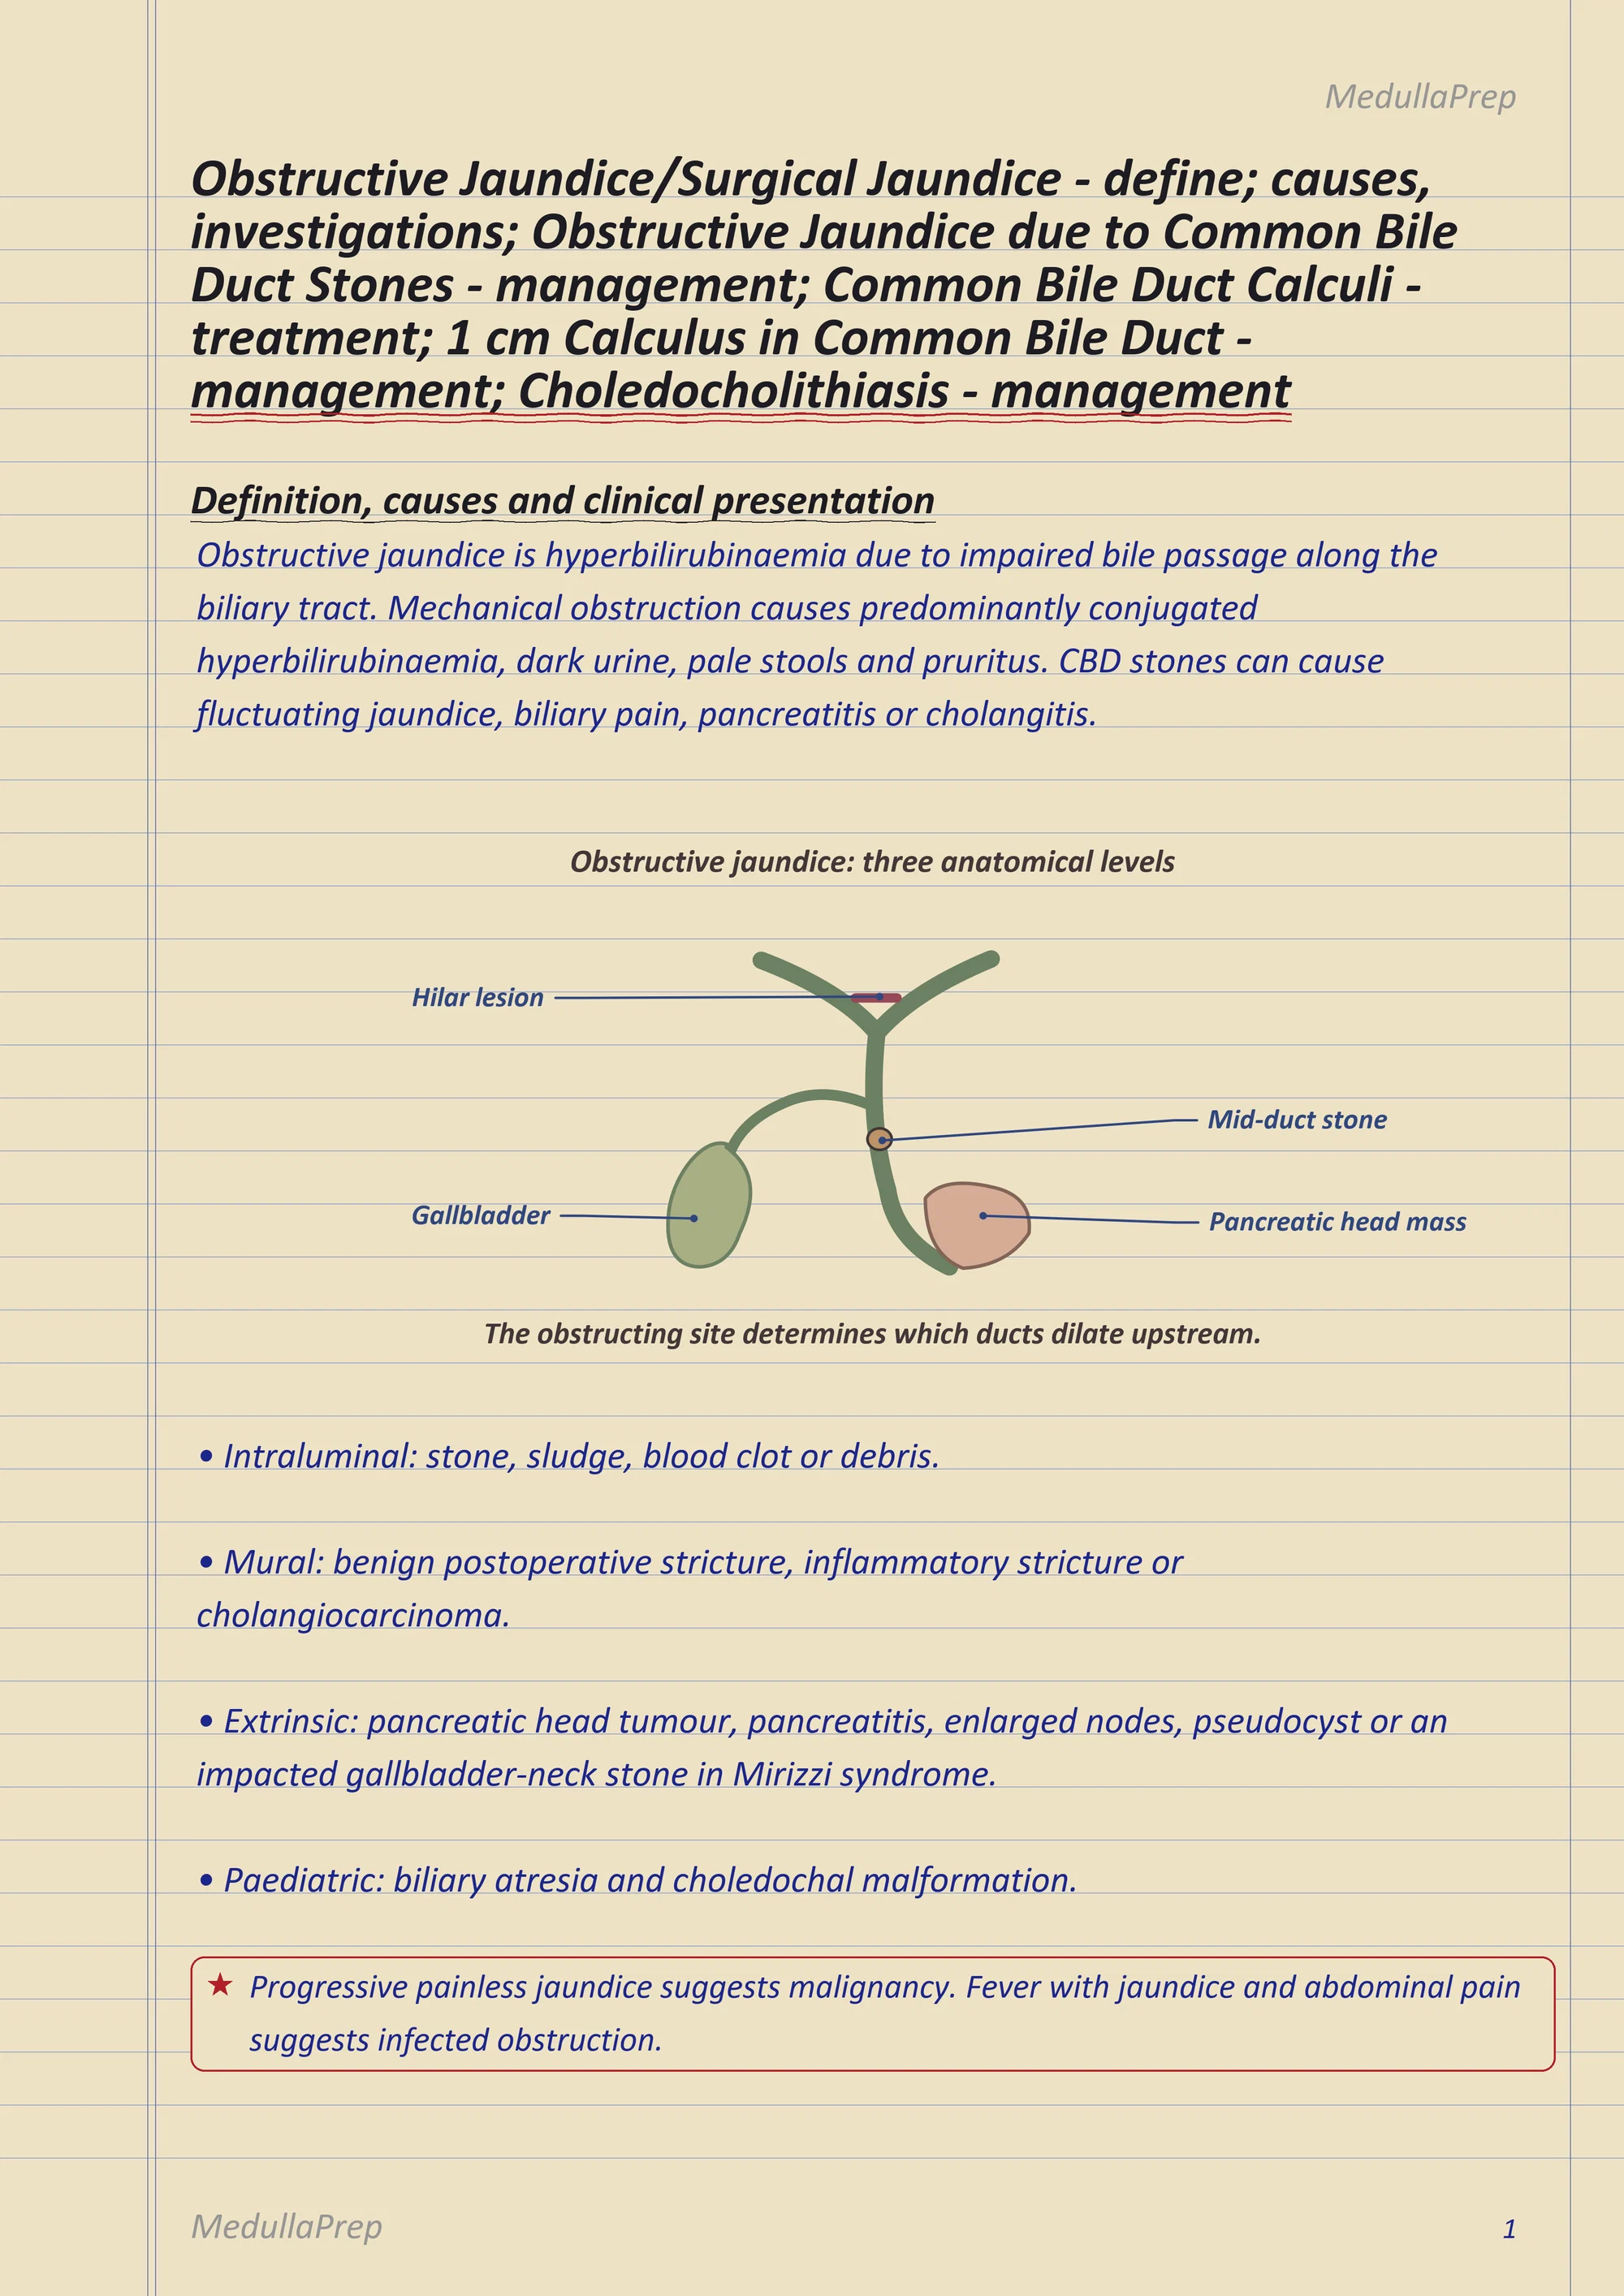 MedullaPrep
Obstructive Jaundice/Surgical Jaundice - define; causes,
investigations; Obstructive Jaundice due to Common Bile
Duct Stones - management; Common Bile Duct Calculi -
treatment; 1 cm Calculus in Common Bile Duct -
management; Choledocholithiasis - management
Definition, causes and clinical presentation
Obstructive jaundice is hyperbilirubinaemia due to impaired bile passage along the
biliary tract. Mechanical obstruction causes predominantly conjugated
hyperbilirubinaemia, dark urine, pale stools and pruritus. CBD stones can cause
fluctuating jaundice, biliary pain, pancreatitis or cholangitis.
Obstructive jaundice: three anatomical levels
Hilar lesion
Mid-duct stone
Gallbladder
Pancreatic head mass
The obstructing site determines which ducts dilate upstream.
• Intraluminal: stone, sludge, blood clot or debris.
• Mural: benign postoperative stricture, inflammatory stricture or
cholangiocarcinoma.
• Extrinsic: pancreatic head tumour, pancreatitis, enlarged nodes, pseudocyst or an
impacted gallbladder-neck stone in Mirizzi syndrome.
• Paediatric: biliary atresia and choledochal malformation.
★ Progressive painless jaundice suggests malignancy. Fever with jaundice and abdominal pain
suggests infected obstruction.
MedullaPrep
1